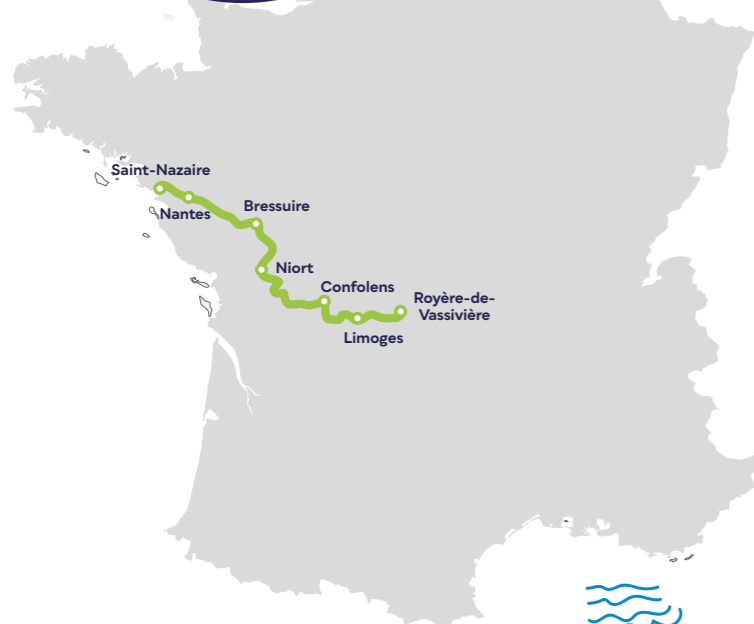 Saint-Nazaire
Nantes
Bressuire
Niort
Confolens
Royère-de-
Vassivière
Limoges